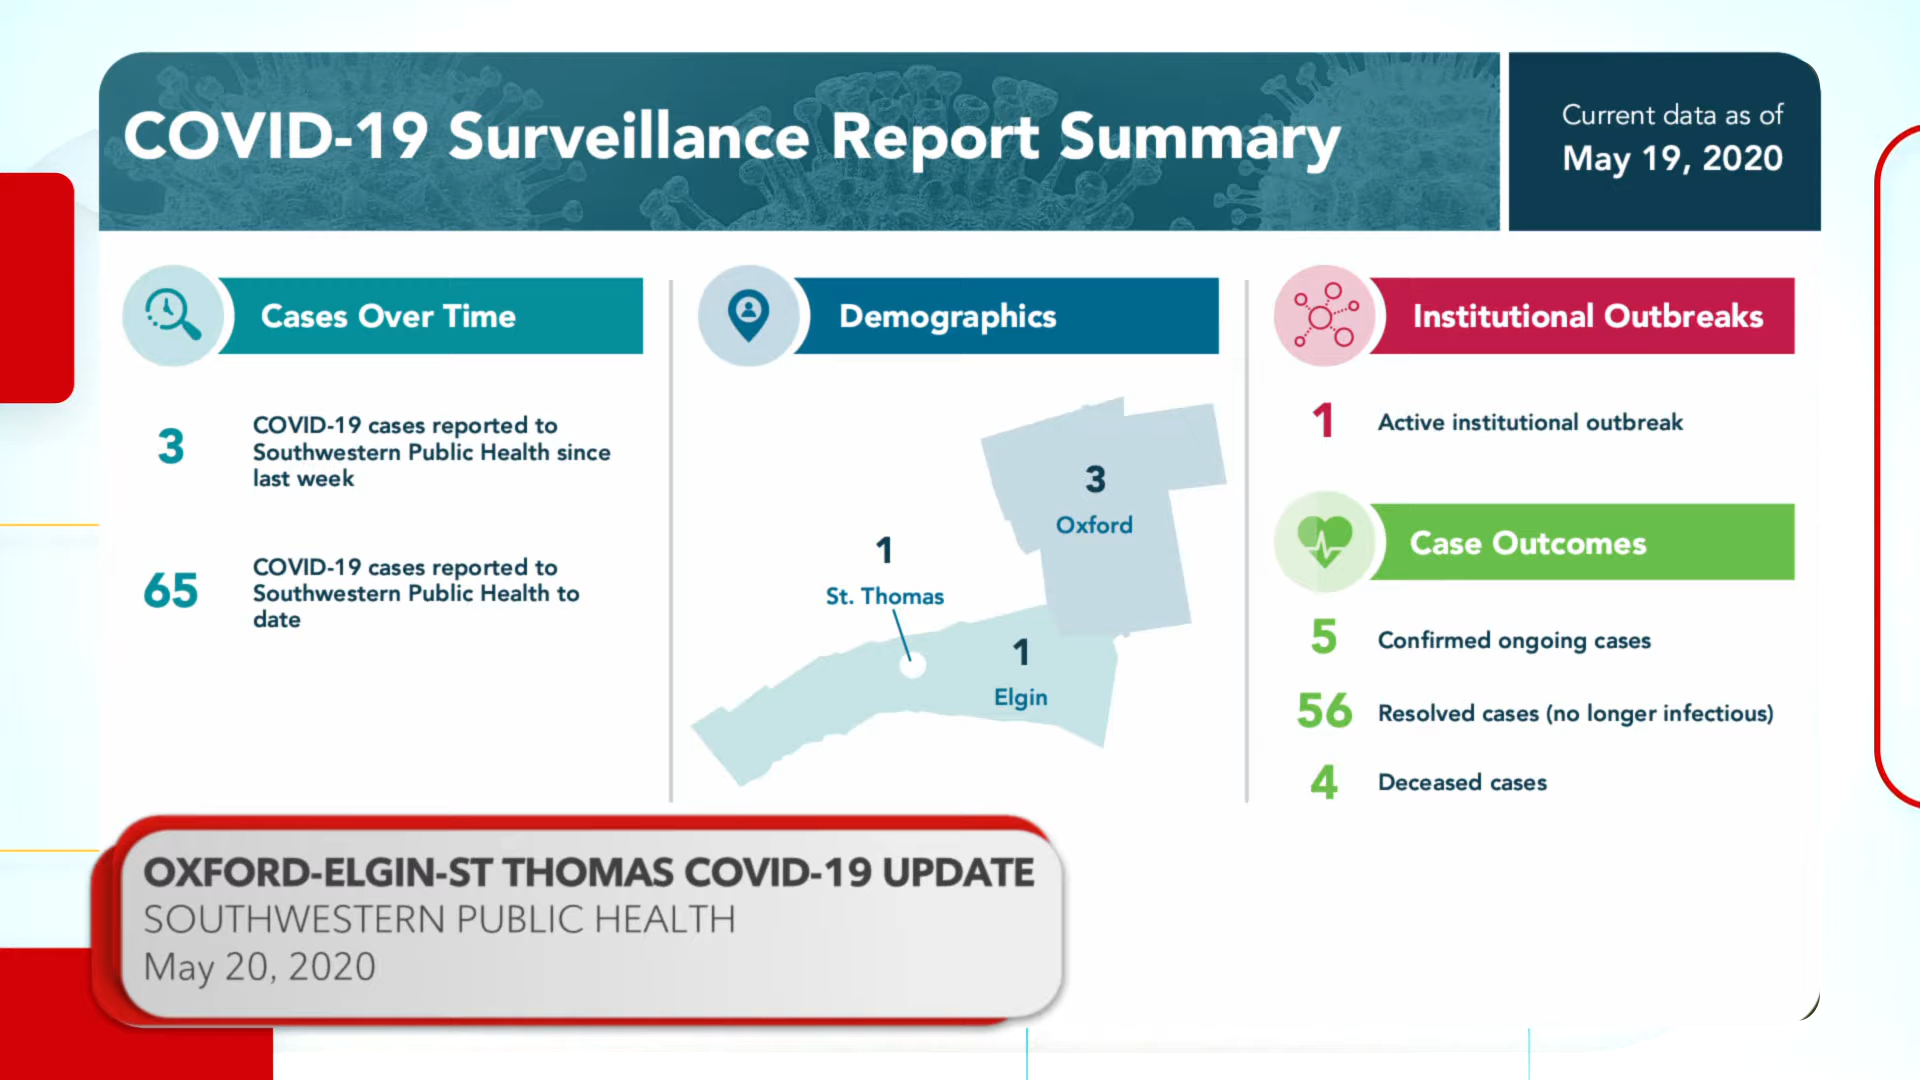 COVID-19 Surveillance Report Summary
Current data as of
May 19, 2020
Cases Over Time
3
COVID-19 cases reported to
Southwestern Public Health since
last week
65
COVID-19 cases reported to
Southwestern Public Health to
date
Demographics
3
Oxford
1
St. Thomas
1
Elgin
Institutional Outbreaks
1
Active institutional outbreak
Case Outcomes
5
Confirmed ongoing cases
56
Resolved cases (no longer infectious)
4
Deceased cases
OXFORD-ELGIN-ST THOMAS COVID-19 UPDATE
SOUTHWESTERN PUBLIC HEALTH
May 20, 2020